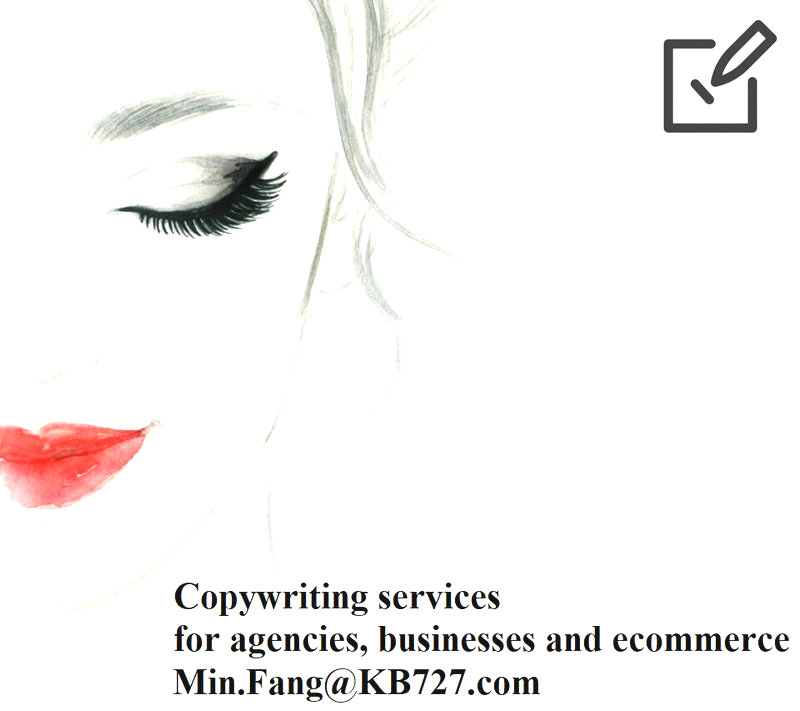 Copywriting services
for agencies, businesses and ecommerce
Min.Fang@KB727.com